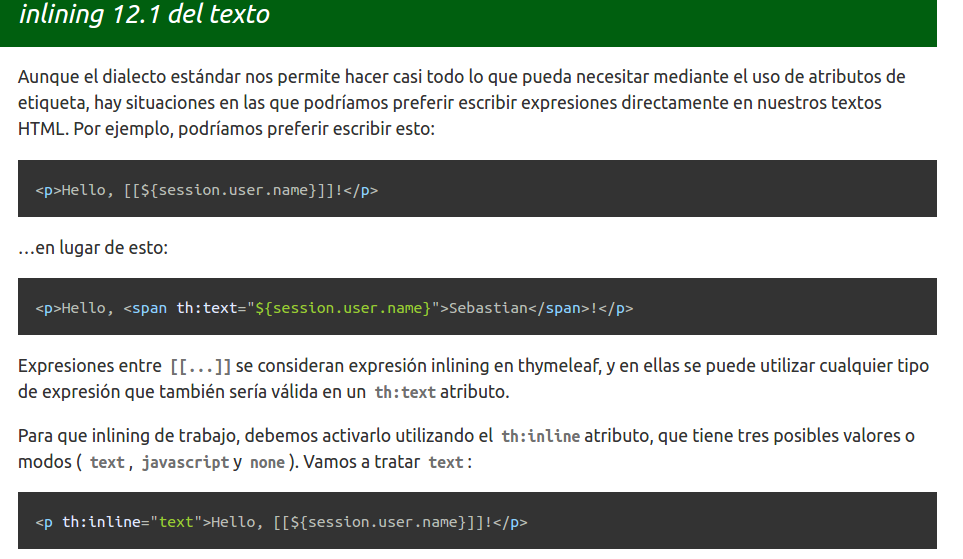 inlining 12.1 del texto
Aunque el dialecto estándar nos permite hacer casi todo lo que pueda necesitar mediante el uso de atributos de
etiqueta, hay situaciones en las que podríamos preferir escribir expresiones directamente en nuestros textos
HTML. Por ejemplo, podríamos preferir escribir esto:
<p>Hello, [[${session.user.name}]]!</p>
…en lugar de esto:
<p>Hello, <span th:text="${session.user.name}">Sebastian</span>!</p>
Expresiones entre [[...]] se consideran expresión inlining en thymeleaf, y en ellas se puede utilizar cualquier tipo
de expresión que también sería válida en un th:text atributo.
Para que inlining de trabajo, debemos activarlo utilizando el th:inline atributo, que tiene tres posibles valores o
modos ( text , javascript y none ). Vamos a tratar text :
<p th:inline="text">Hello, [[${session.user.name}]]!</p>